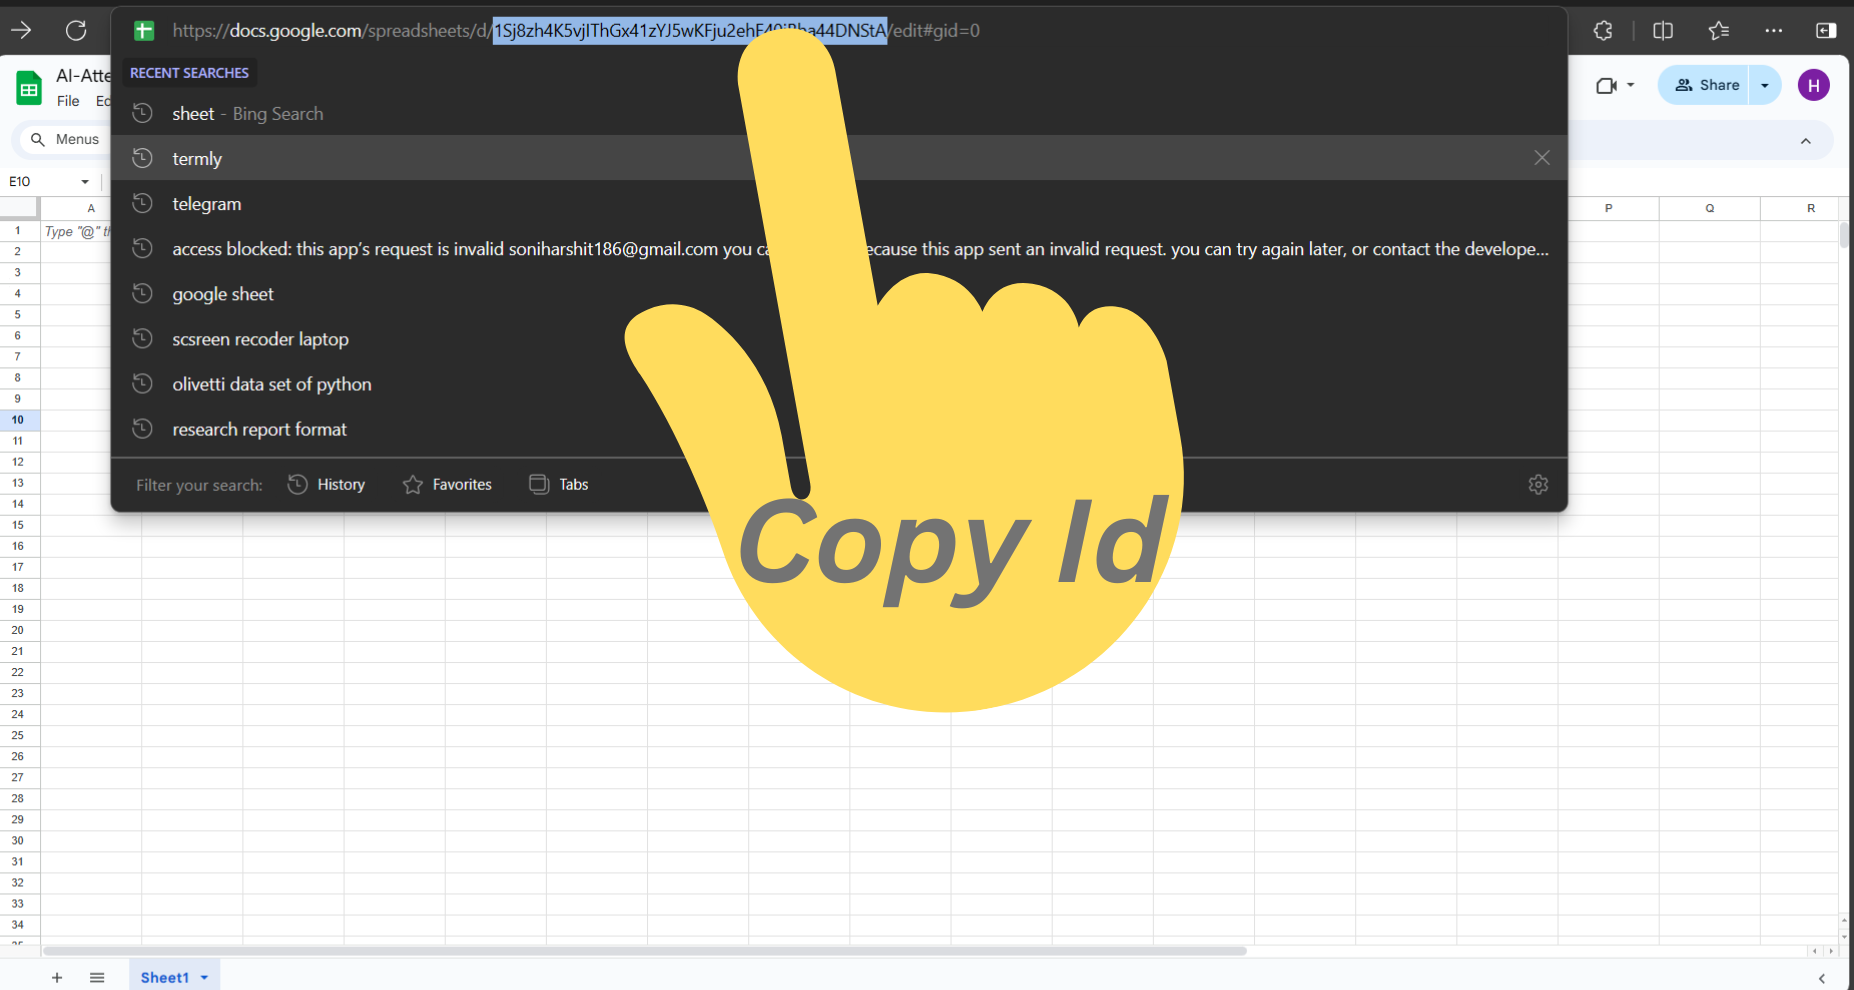 https://docs.google.com/spreadsheets/d/1Sj8zh4K5vjIThGx41zYJ5wKFju2ehF a44DNStA/edit#gid=0
AI-Atte
File
Share
H
RECENT SEARCHES
sheet - Bing Search
Menus
termly
E10
telegram
A
P
Q
R
1
Type "@"
2
access blocked: this app's request is invalid soniharshit186@gmail.com you ecause this app sent an invalid request. you can try again later, or contact the develope...
3
4
google sheet
5
6
scsreen recoder laptop
7
8
olivetti data set of python
9
10
research report format
11
12
13
Filter your search: History Favorites Tabs
14
15
16
Copy Id
17
18
19
20
21
22
23
24
25
26
27
28
29
30
31
32
33
34
Sheet1